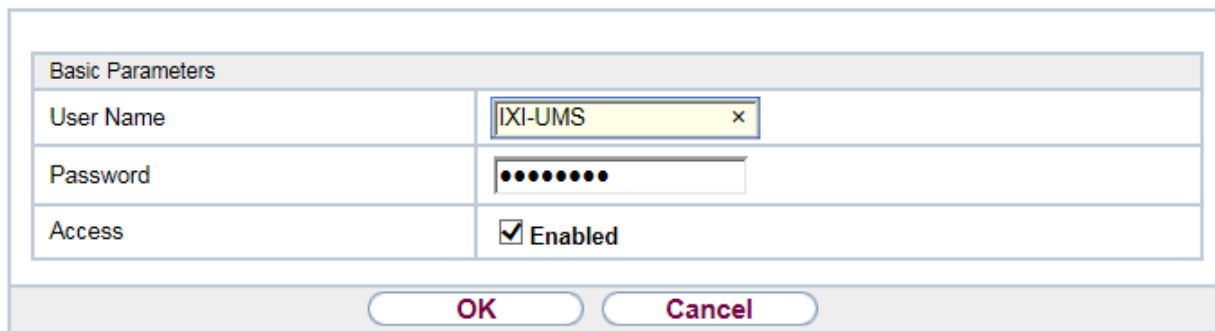 Basic Parameters
User Name IXI-UMS ×
Password ••••••••
Access Enabled
OK Cancel